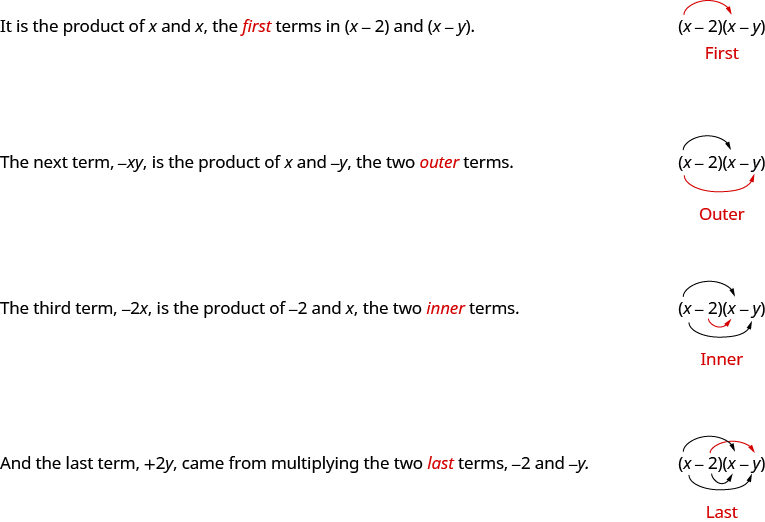 It is the product of x and x, the first terms in (x – 2) and (x – y). (x – 2)(x – y)
First
The next term, –xy, is the product of x and –y, the two outer terms. (x – 2)(x – y)
Outer
The third term, –2x, is the product of –2 and x, the two inner terms. (x – 2)(x – y)
Inner
And the last term, +2y, came from multiplying the two last terms, –2 and –y. (x – 2)(x – y)
Last